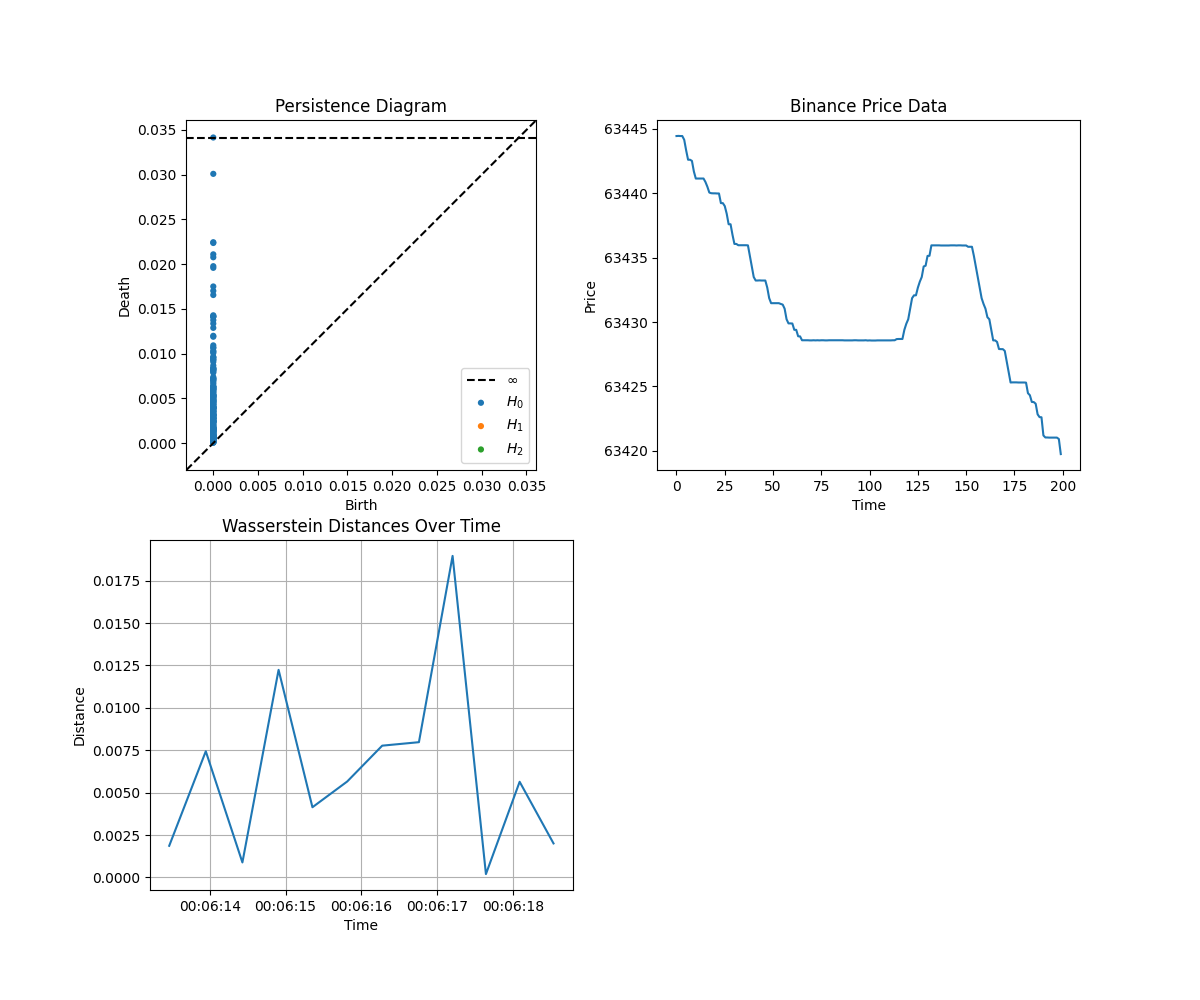 Persistence Diagram
Death
0.035
0.030
0.025
0.020
0.015
0.010
0.005
0.000
∞
H0
H1
H2
0.000 0.005 0.010 0.015 0.020 0.025 0.030 0.035
Birth
Binance Price Data
Price
63445
63440
63435
63430
63425
63420
0 25 50 75 100 125 150 175 200
Time
Wasserstein Distances Over Time
Distance
0.0175
0.0150
0.0125
0.0100
0.0075
0.0050
0.0025
0.0000
00:06:14 00:06:15 00:06:16 00:06:17 00:06:18
Time